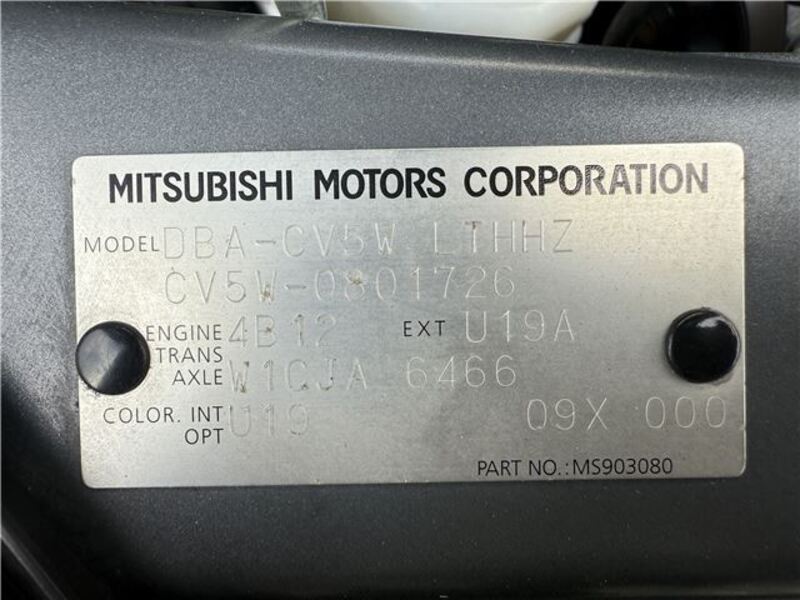 MITSUBISHI MOTORS CORPORATION
MODEL DBA-CV5W LTHHZ
CV5W-0801726
ENGINE 4B12 EXT U19A
TRANS
AXLE W1CJA 6466
COLOR. INT U19 09X 000
OPT
PART NO.:MS903080